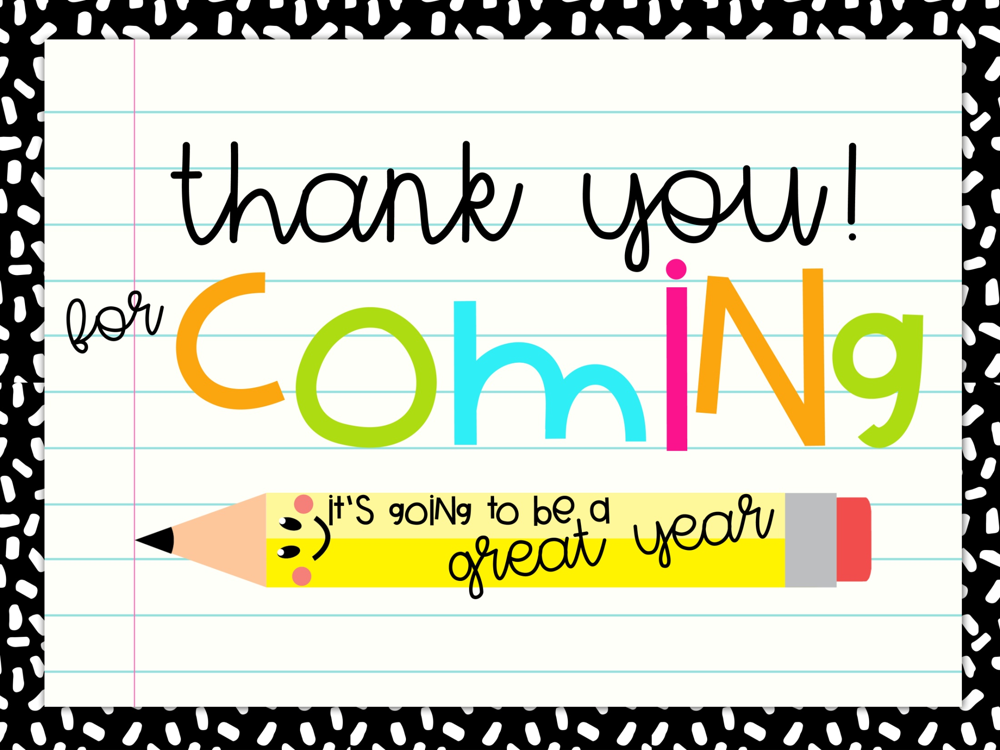 thank you!
for ComiNg
it's goiNg to be a
great year